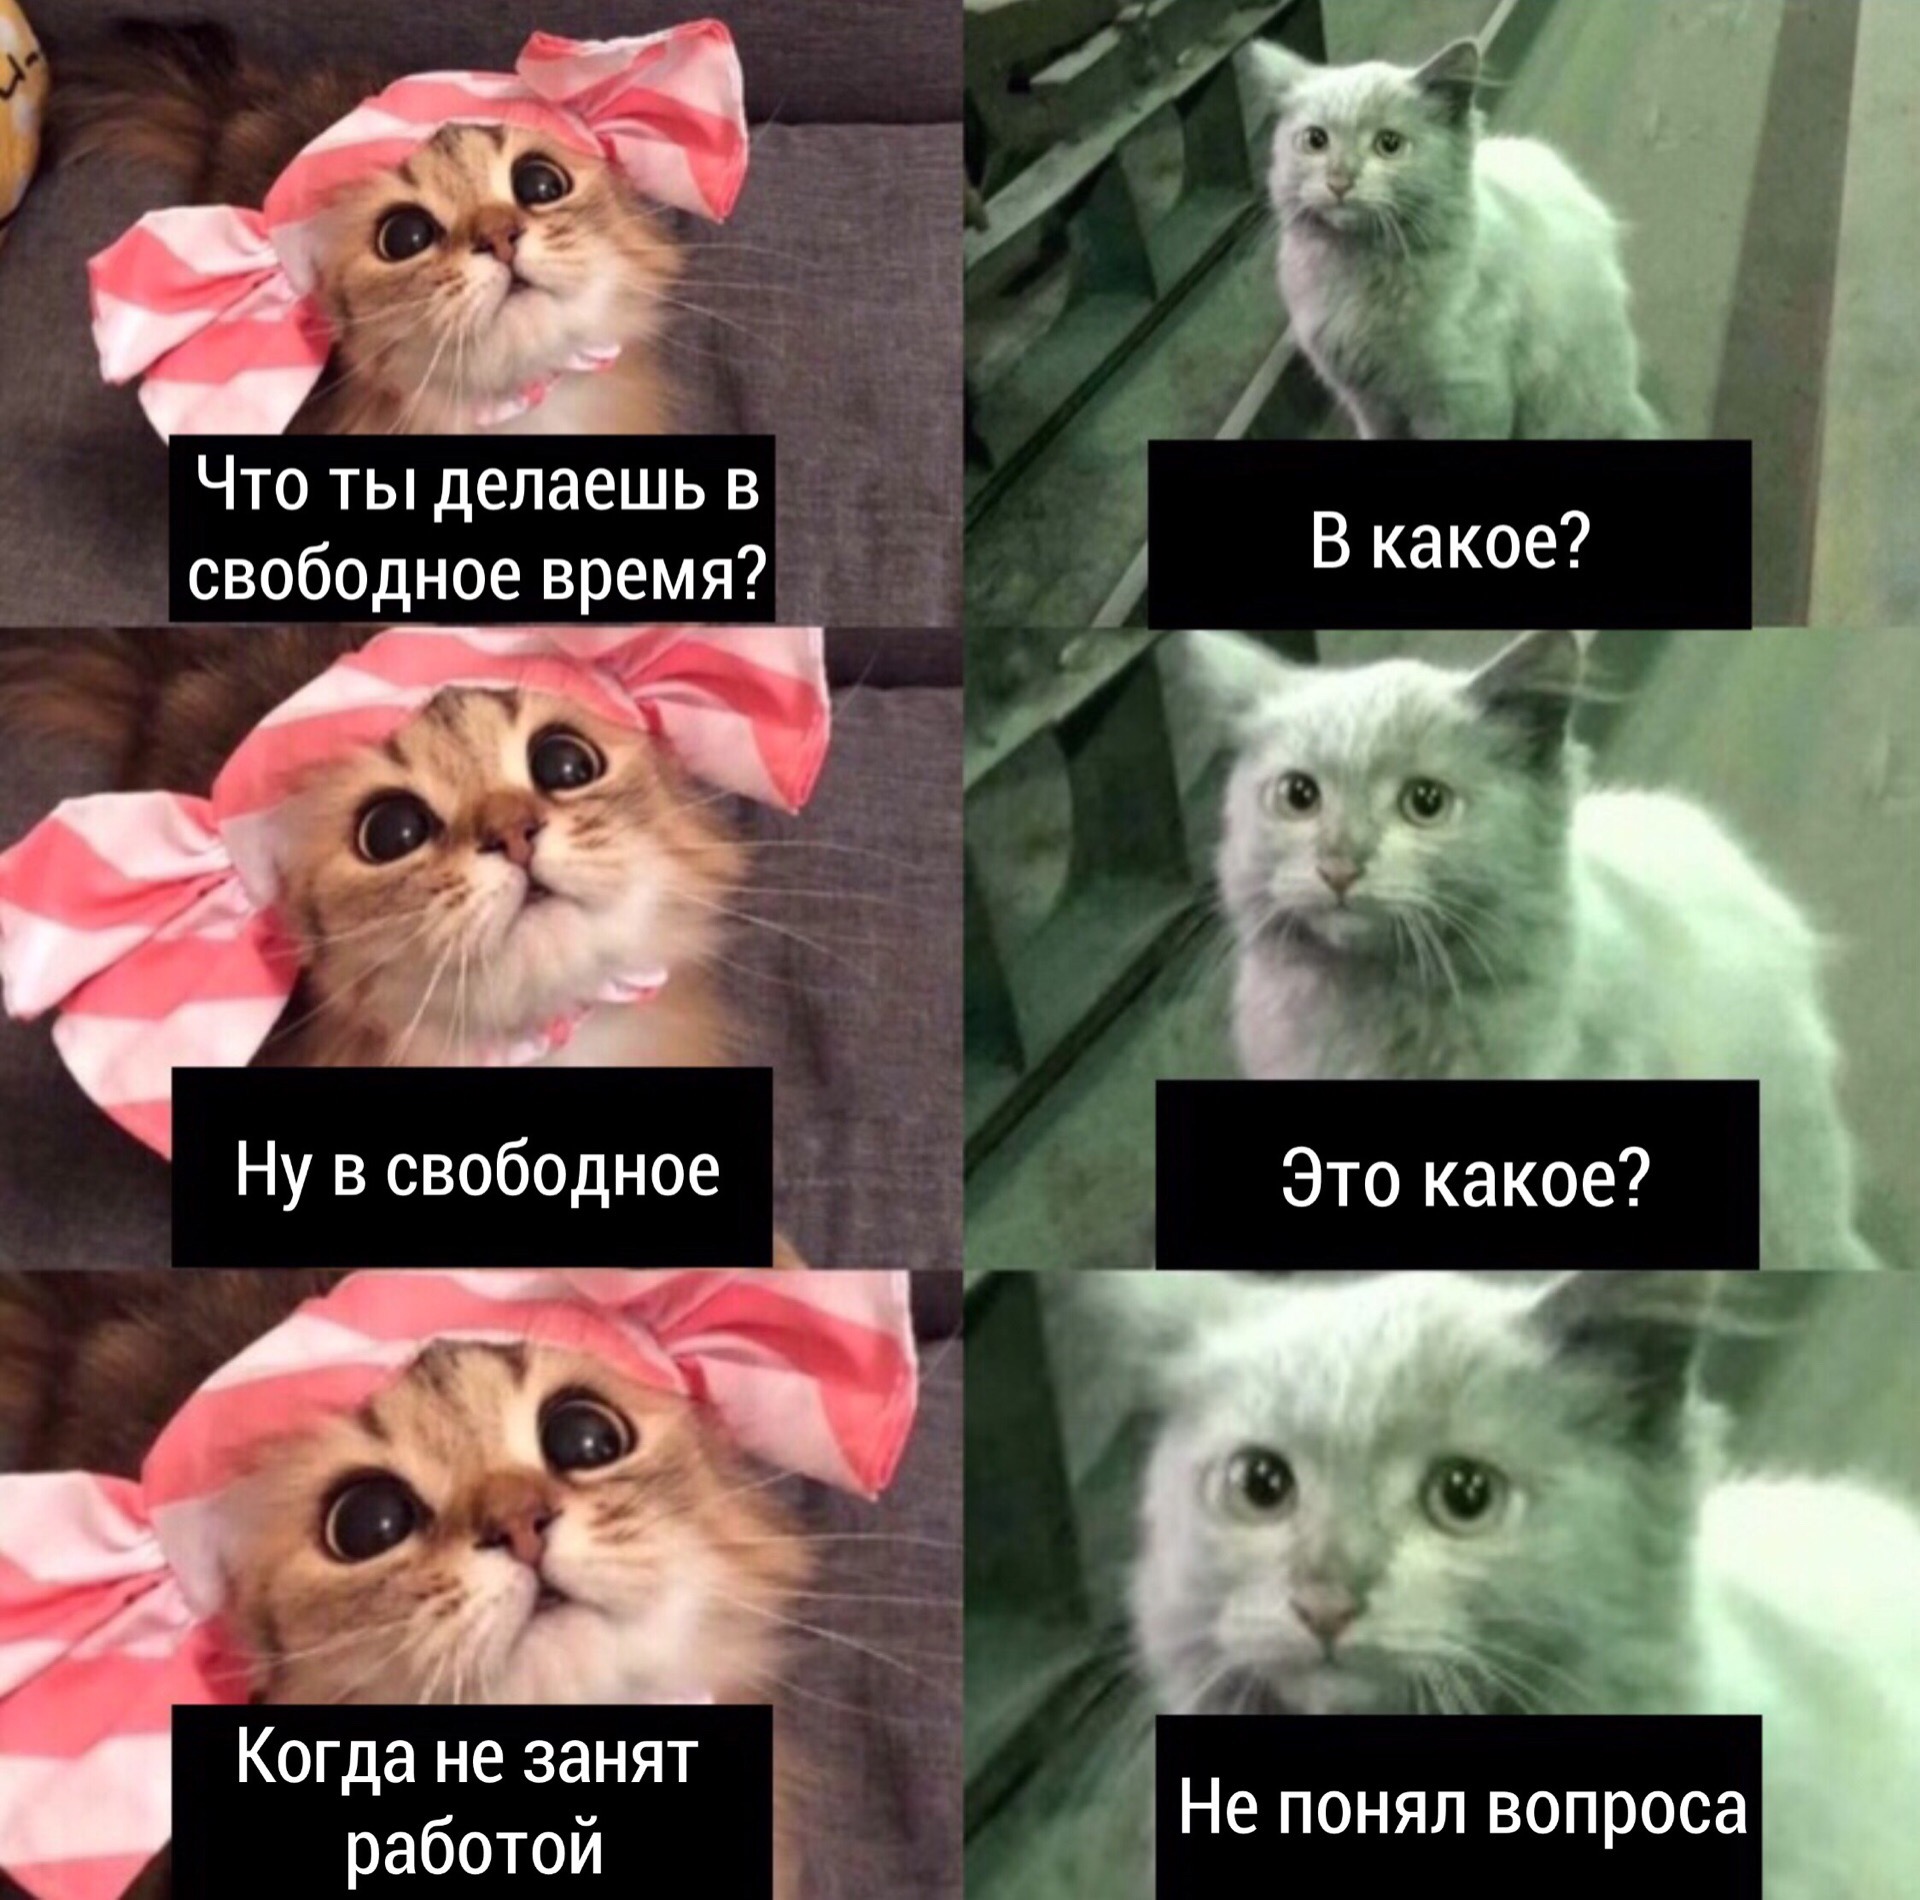 Что ты делаешь в
свободное время?
В какое?
Ну в свободное
Это какое?
Когда не занят
работой
Не понял вопроса